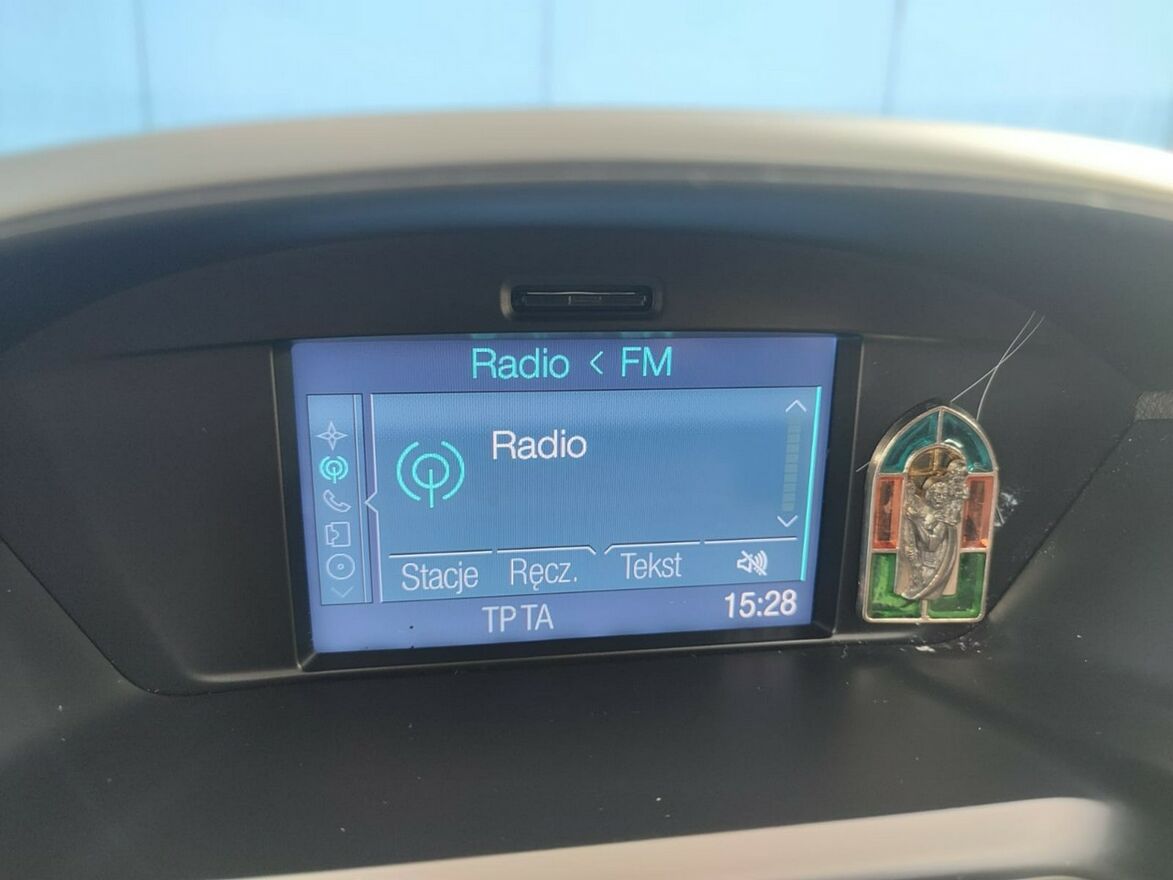 Radio < FM
Radio
Stacje Ręcz. Tekst
TP TA 15:28